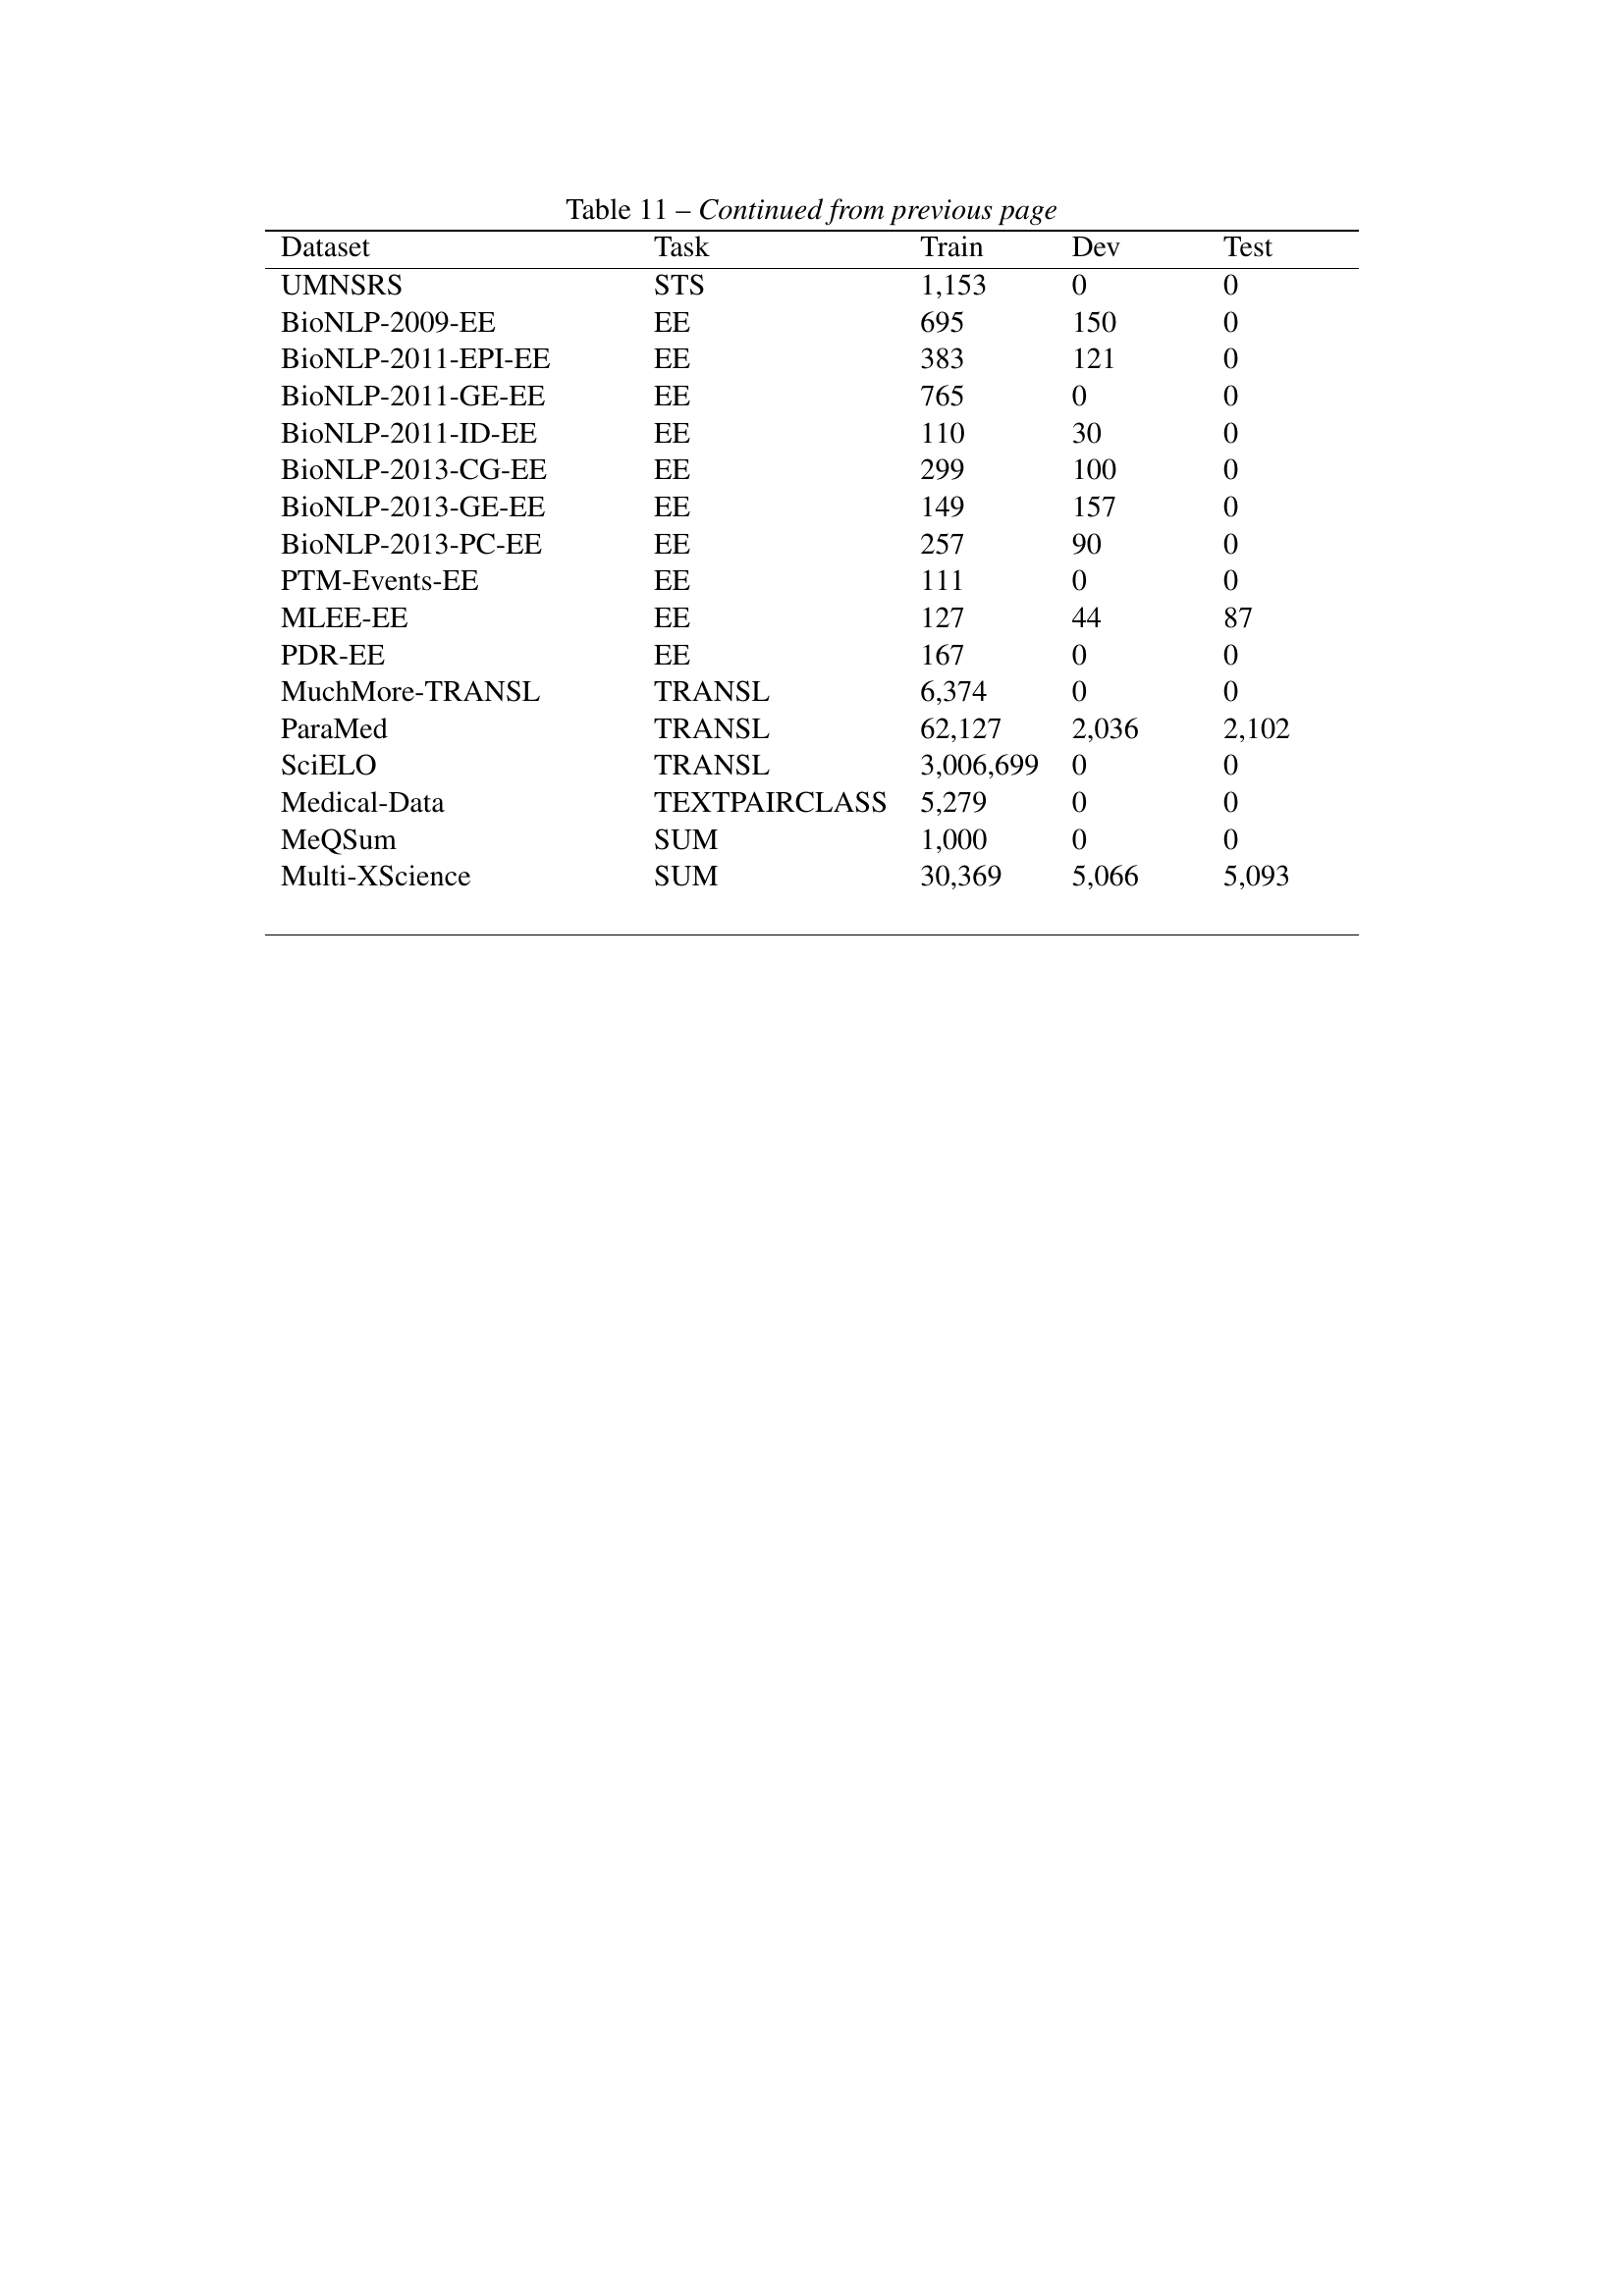 Table 11 – Continued from previous page
Dataset Task Train Dev Test
UMNSRS STS 1,153 0 0
BioNLP-2009-EE EE 695 150 0
BioNLP-2011-EPI-EE EE 383 121 0
BioNLP-2011-GE-EE EE 765 0 0
BioNLP-2011-ID-EE EE 110 30 0
BioNLP-2013-CG-EE EE 299 100 0
BioNLP-2013-GE-EE EE 149 157 0
BioNLP-2013-PC-EE EE 257 90 0
PTM-Events-EE EE 111 0 0
MLEE-EE EE 127 44 87
PDR-EE EE 167 0 0
MuchMore-TRANSL TRANSL 6,374 0 0
ParaMed TRANSL 62,127 2,036 2,102
SciELO TRANSL 3,006,699 0 0
Medical-Data TEXTPAIRCLASS 5,279 0 0
MeQSum SUM 1,000 0 0
Multi-XScience SUM 30,369 5,066 5,093